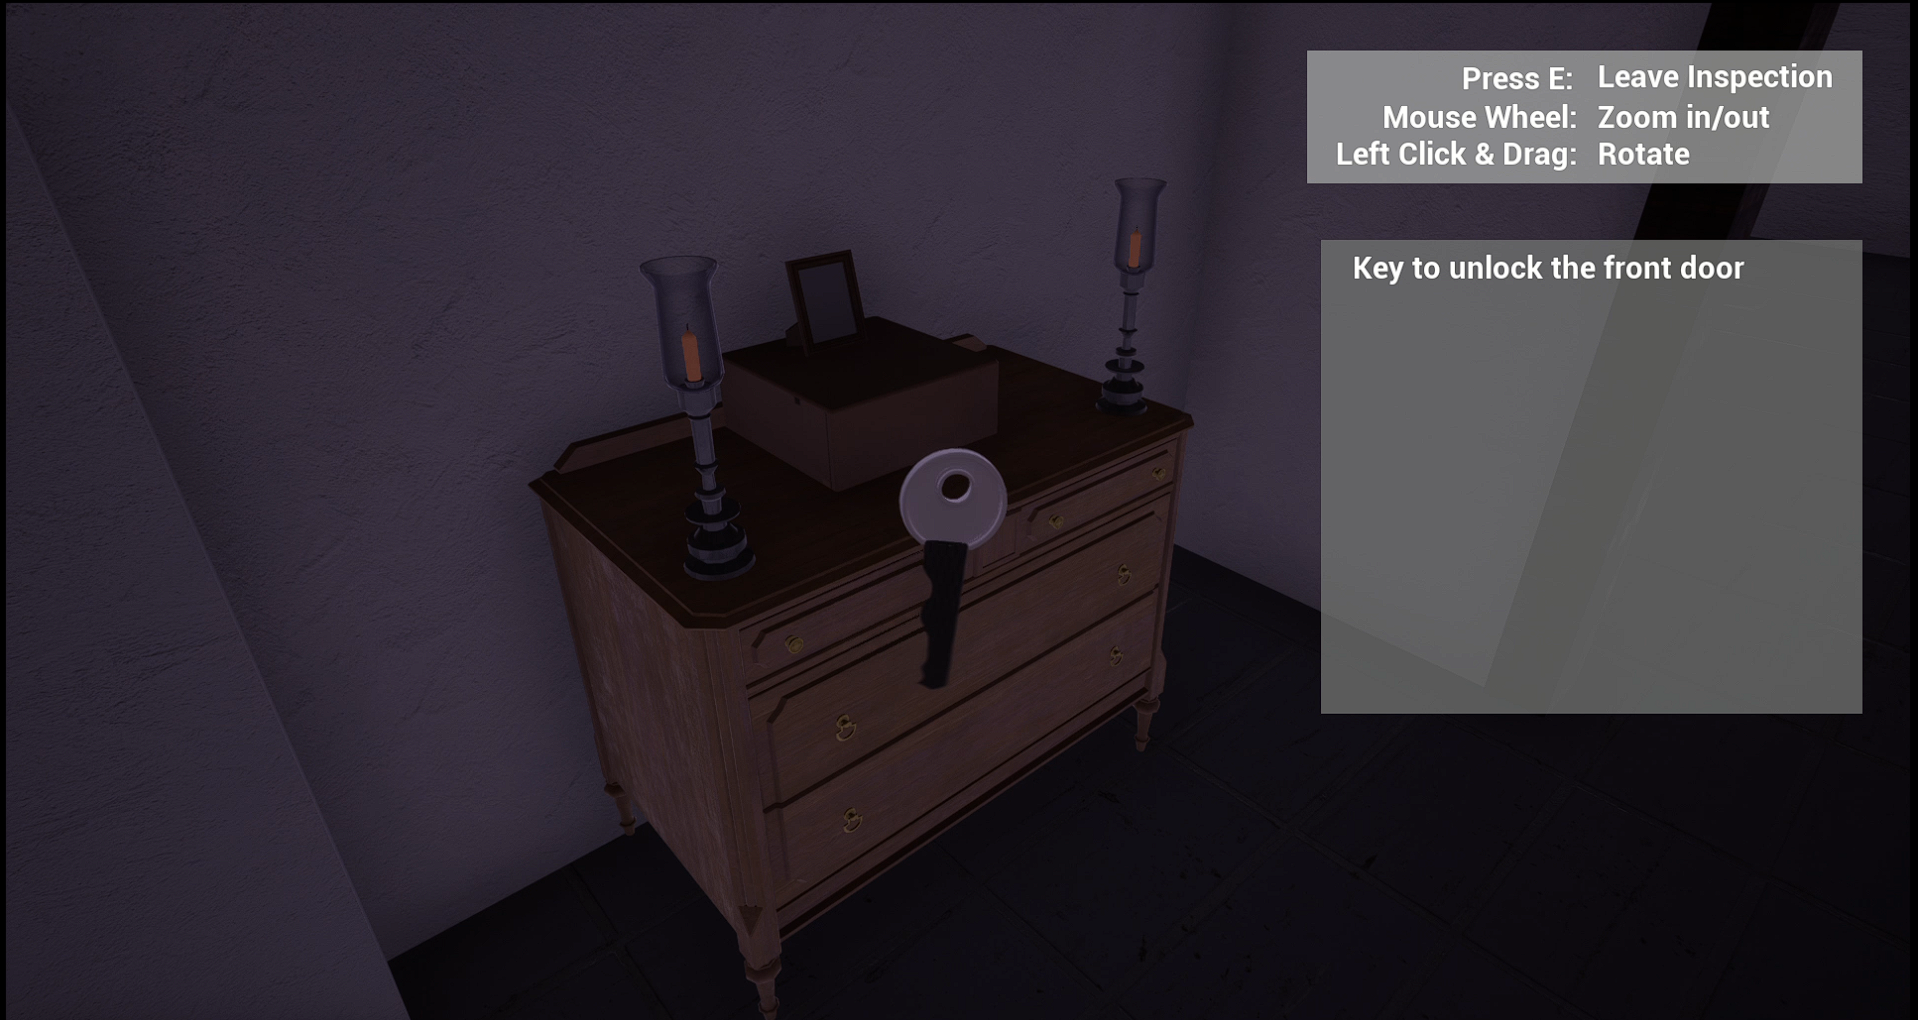 Press E: Leave Inspection
Mouse Wheel: Zoom in/out
Left Click & Drag: Rotate
Key to unlock the front door